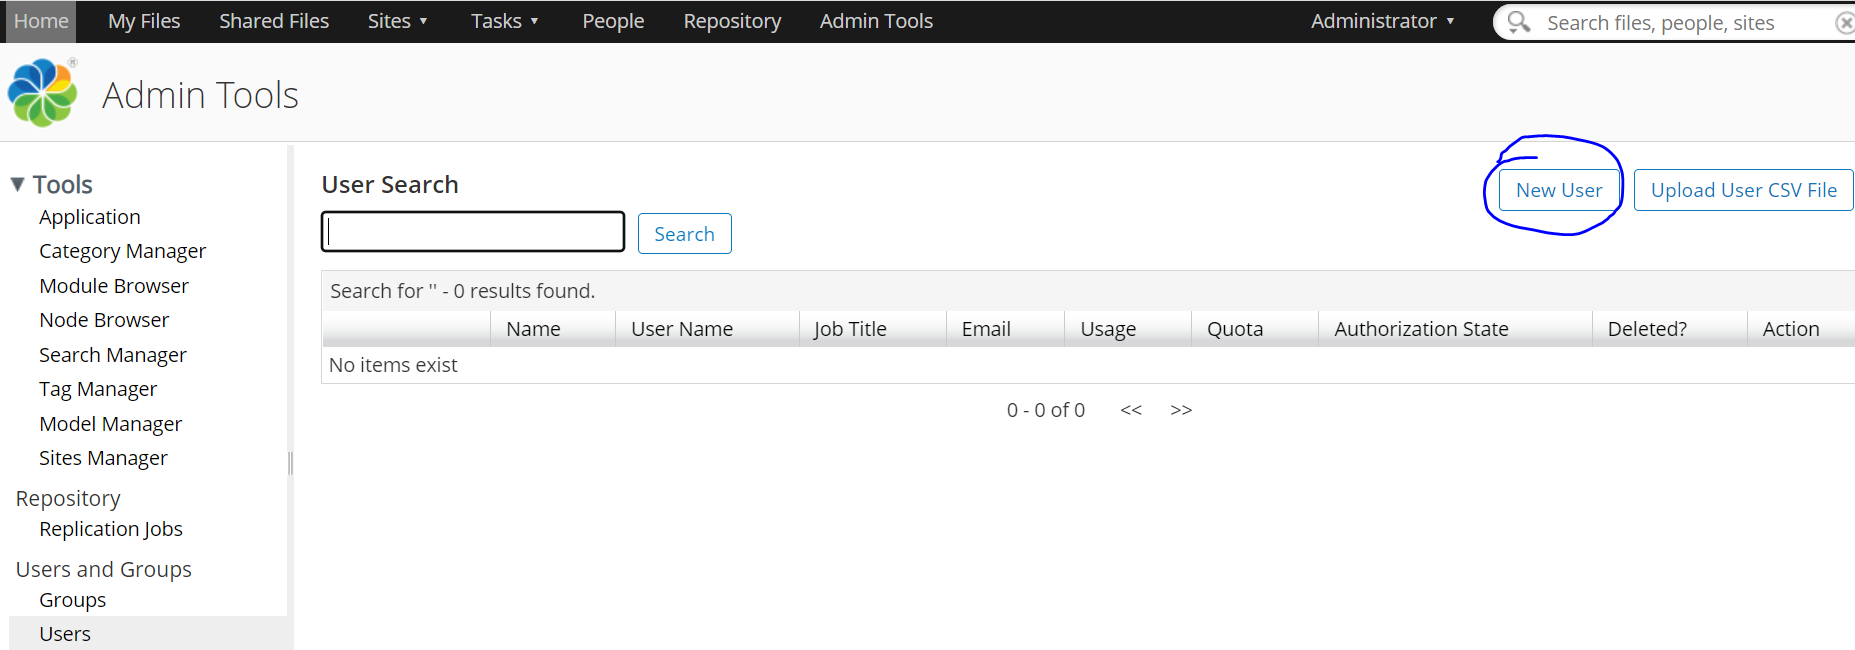 Home My Files Shared Files Sites ▼ Tasks ▼ People Repository Admin Tools Administrator ▼ Search files, people, sites
®
Admin Tools
▼ Tools
Application
Category Manager
Module Browser
Node Browser
Search Manager
Tag Manager
Model Manager
Sites Manager
Repository
Replication Jobs
Users and Groups
Groups
Users
User Search
New User Upload User CSV File
Search
Search for '' - 0 results found.
Name User Name Job Title Email Usage Quota Authorization State Deleted? Action
No items exist
0 - 0 of 0 << >>